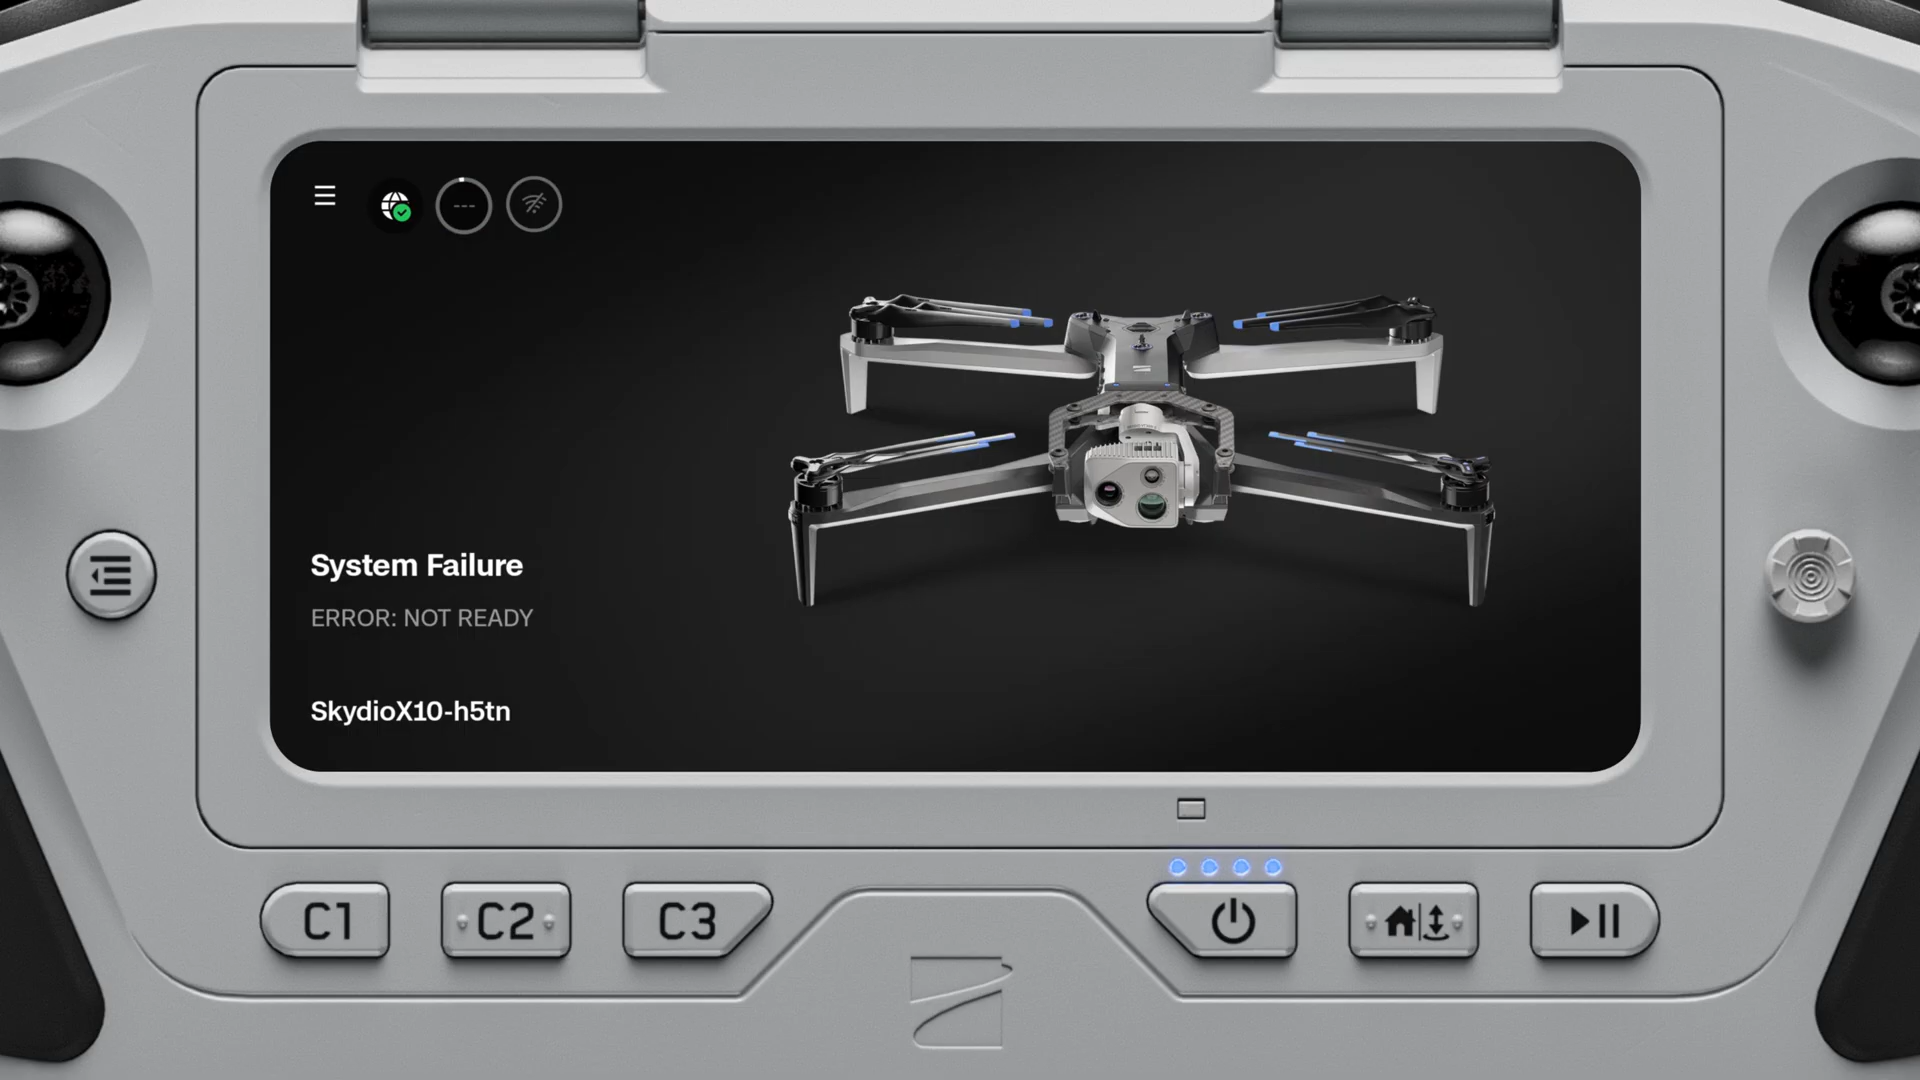 ---
System Failure
ERROR: NOT READY
SkydioX10-h5tn
C1
C2
C3